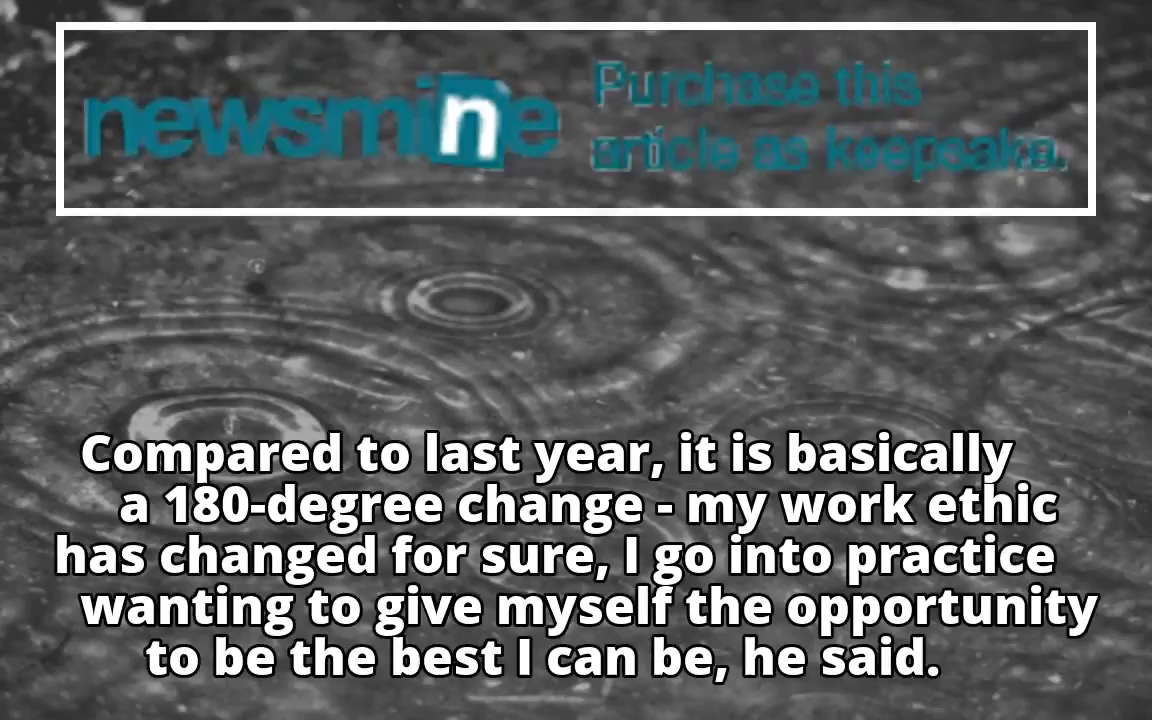 newsmine
Purchase this
article as keepsake.
Compared to last year, it is basically
a 180-degree change - my work ethic
has changed for sure, I go into practice
wanting to give myself the opportunity
to be the best I can be, he said.